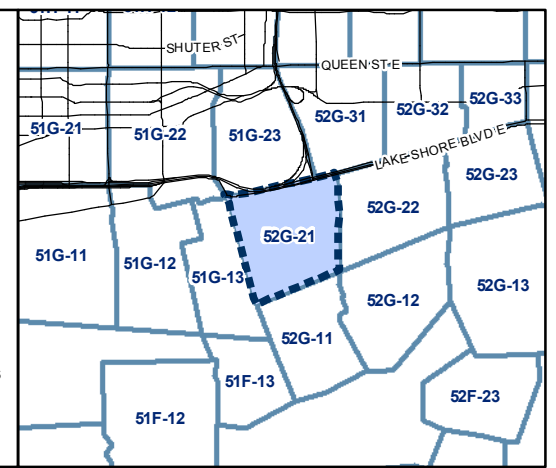 SHUTER ST
QUEEN ST E
52G-33
52G-32
52G-31
51G-21
51G-22
51G-23
LAKE SHORE BLVD E
52G-23
52G-22
52G-21
51G-11
51G-12
51G-13
52G-13
52G-12
52G-11
51F-13
52F-23
51F-12